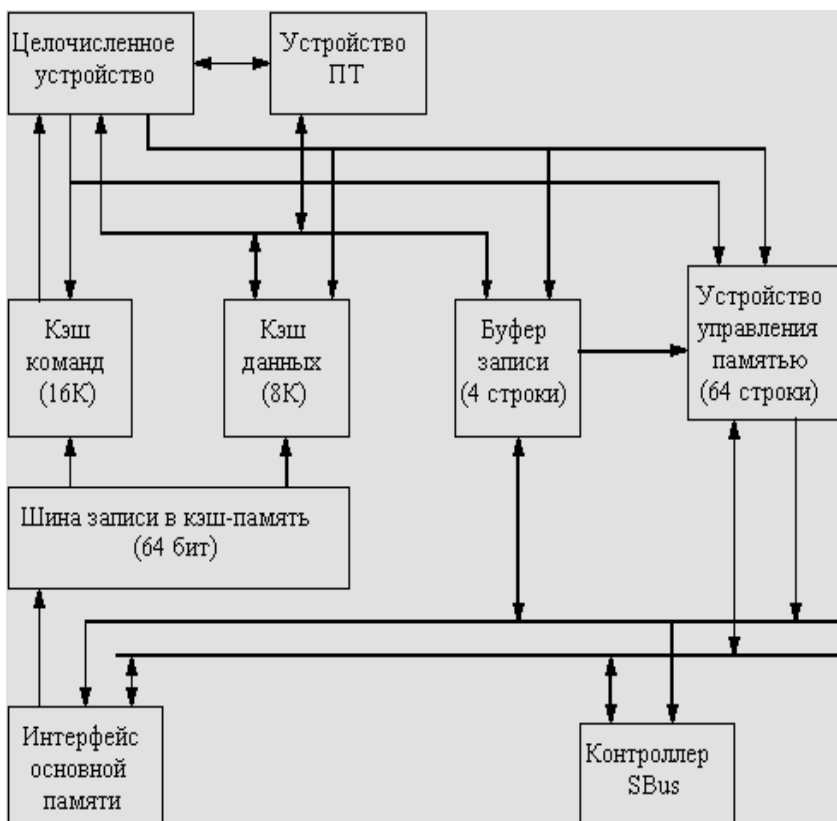 Целочисленное
устройство
Устройство
ПТ
Кэш
команд
(16К)
Кэш
данных
(8К)
Буфер
записи
(4 строки)
Устройство
управления
памятью
(64 строки)
Шина записи в кэш-память
(64 бит)
Интерфейс
основной
памяти
Контроллер
SBus